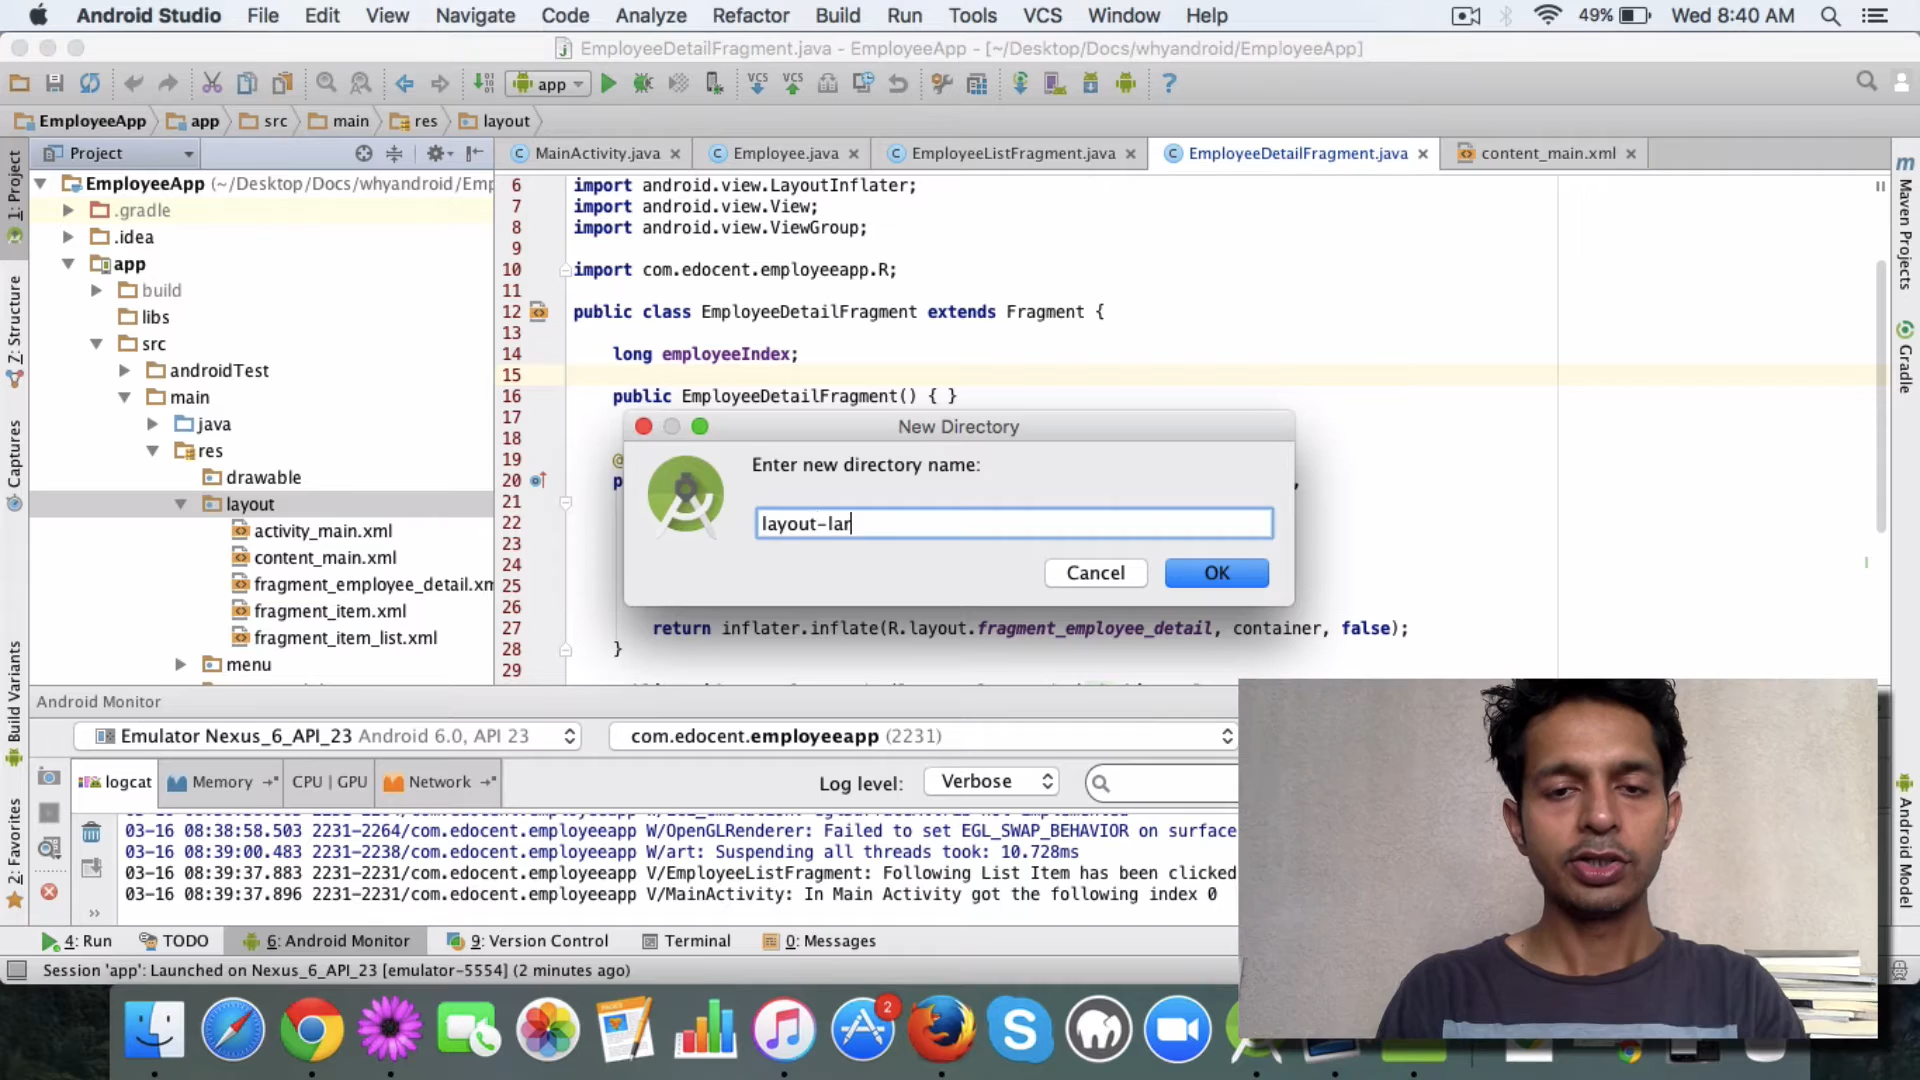 Android Studio File Edit View Navigate Code Analyze Refactor Build Run Tools VCS Window Help 49% Wed 8:40 AM
EmployeeDetailFragment.java - EmployeeApp - [~/Desktop/Docs/whyandroid/EmployeeApp]
app VCS VCS ?
EmployeeApp app src main res layout
Project MainActivity.java Employee.java EmployeeListFragment.java EmployeeDetailFragment.java content_main.xml
1: Project
7: Structure
Captures
Build Variants
2: Favorites
EmployeeApp (~/Desktop/Docs/whyandroid/Emp
.gradle
.idea
app
build
libs
src
androidTest
main
java
res
drawable
layout
activity_main.xml
content_main.xml
fragment_employee_detail.xm
fragment_item.xml
fragment_item_list.xml
menu
6 import android.view.LayoutInflater;
7 import android.view.View;
8 import android.view.ViewGroup;
9
10 import com.edocent.employeeapp.R;
11
12 public class EmployeeDetailFragment extends Fragment {
13
14 long employeeIndex;
15
16 public EmployeeDetailFragment() { }
17
18
19 @
20 p ,
21
22
23
24
25
26
27 return inflater.inflate(R.layout.fragment_employee_detail, container, false);
28 }
29
New Directory
Enter new directory name:
layout-lar
Cancel OK
Maven Projects
Gradle
Android Model
Android Monitor
Emulator Nexus_6_API_23 Android 6.0, API 23 com.edocent.employeeapp (2231)
logcat Memory CPU | GPU Network Log level: Verbose
03-16 08:38:58.503 2231-2264/com.edocent.employeeapp W/OpenGLRenderer: Failed to set EGL_SWAP_BEHAVIOR on surface
03-16 08:39:00.483 2231-2238/com.edocent.employeeapp W/art: Suspending all threads took: 10.728ms
03-16 08:39:37.883 2231-2231/com.edocent.employeeapp V/EmployeeListFragment: Following List Item has been clicked
03-16 08:39:37.896 2231-2231/com.edocent.employeeapp V/MainActivity: In Main Activity got the following index 0
4: Run TODO 6: Android Monitor 9: Version Control Terminal 0: Messages
Session 'app': Launched on Nexus_6_API_23 [emulator-5554] (2 minutes ago)
2